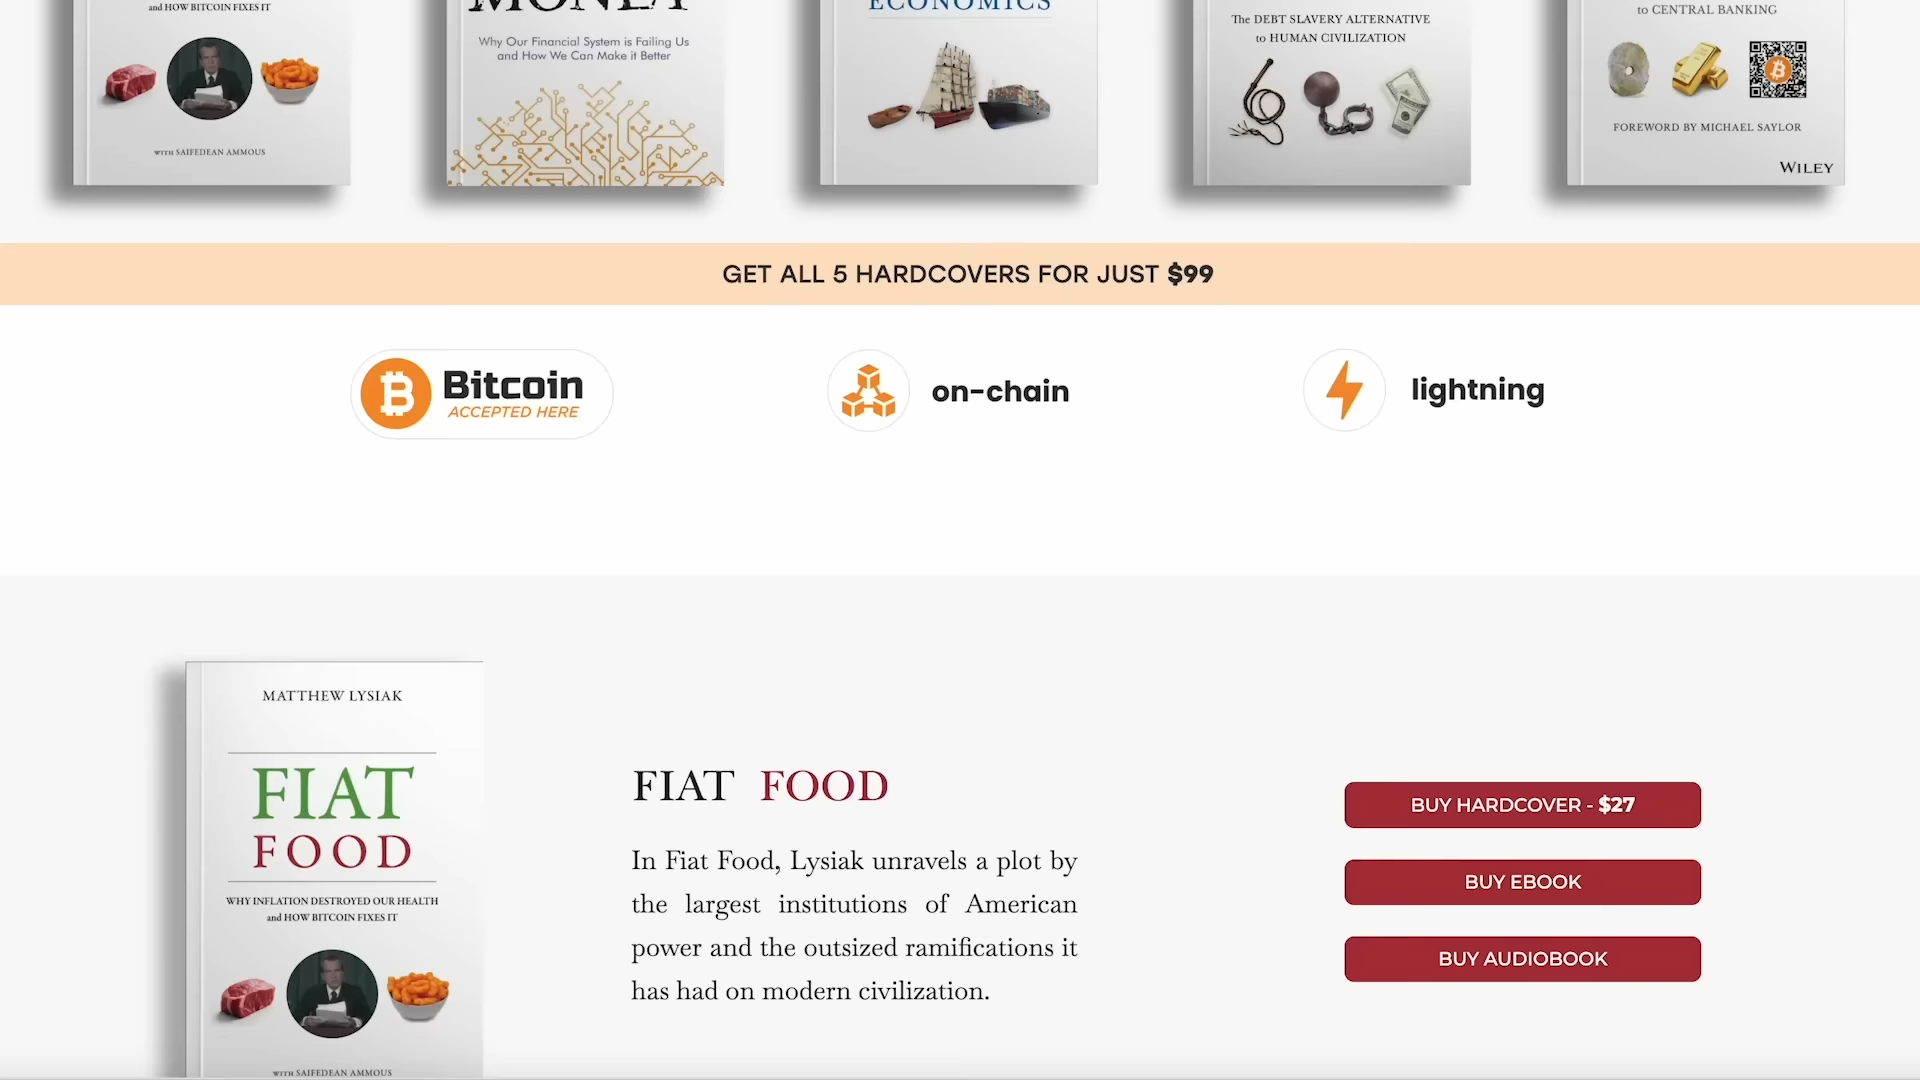 and HOW BITCOIN FIXES IT
WITH SAIFEDEAN AMMOUS
MONEY
Why Our Financial System is Failing Us
and How We Can Make it Better
ECONOMICS
The DEBT SLAVERY ALTERNATIVE
to HUMAN CIVILIZATION
to CENTRAL BANKING
FOREWORD BY MICHAEL SAYLOR
WILEY
GET ALL 5 HARDCOVERS FOR JUST $99
Bitcoin
ACCEPTED HERE
on-chain
lightning
MATTHEW LYSIAK
FIAT
FOOD
WHY INFLATION DESTROYED OUR HEALTH
and HOW BITCOIN FIXES IT
WITH SAIFEDEAN AMMOUS
FIAT FOOD
In Fiat Food, Lysiak unravels a plot by
the largest institutions of American
power and the outsized ramifications it
has had on modern civilization.
BUY HARDCOVER - $27
BUY EBOOK
BUY AUDIOBOOK